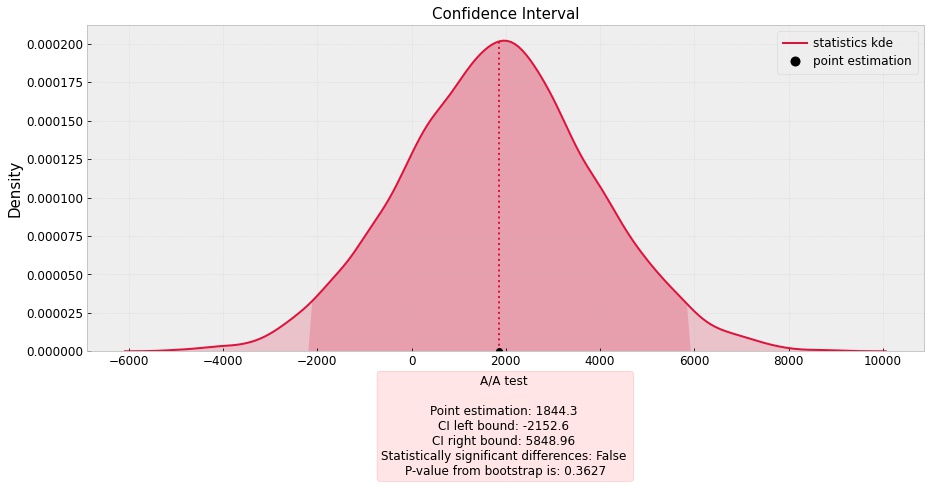 Confidence Interval
statistics kde
point estimation
Density
0.000200
0.000175
0.000150
0.000125
0.000100
0.000075
0.000050
0.000025
0.000000
−6000 −4000 −2000 0 2000 4000 6000 8000 10000
A/A test
Point estimation: 1844.3
CI left bound: -2152.6
CI right bound: 5848.96
Statistically significant differences: False
P-value from bootstrap is: 0.3627